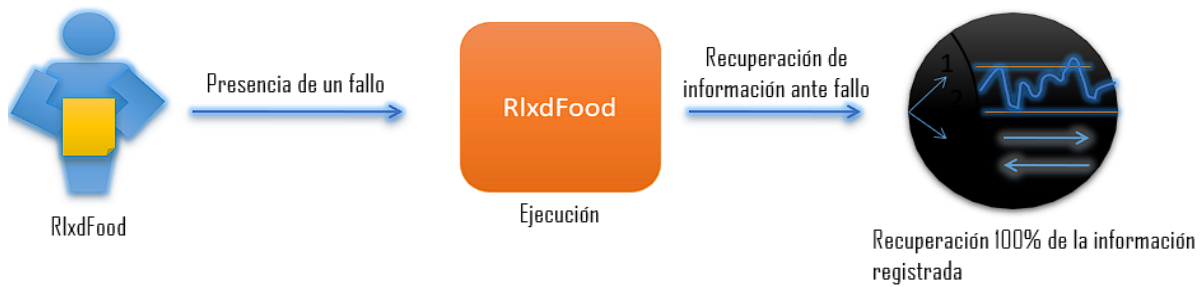 Presencia de un fallo
RlxdFood
RlxdFood
Ejecución
Recuperación de
información ante fallo
1
2
Recuperación 100% de la información
registrada